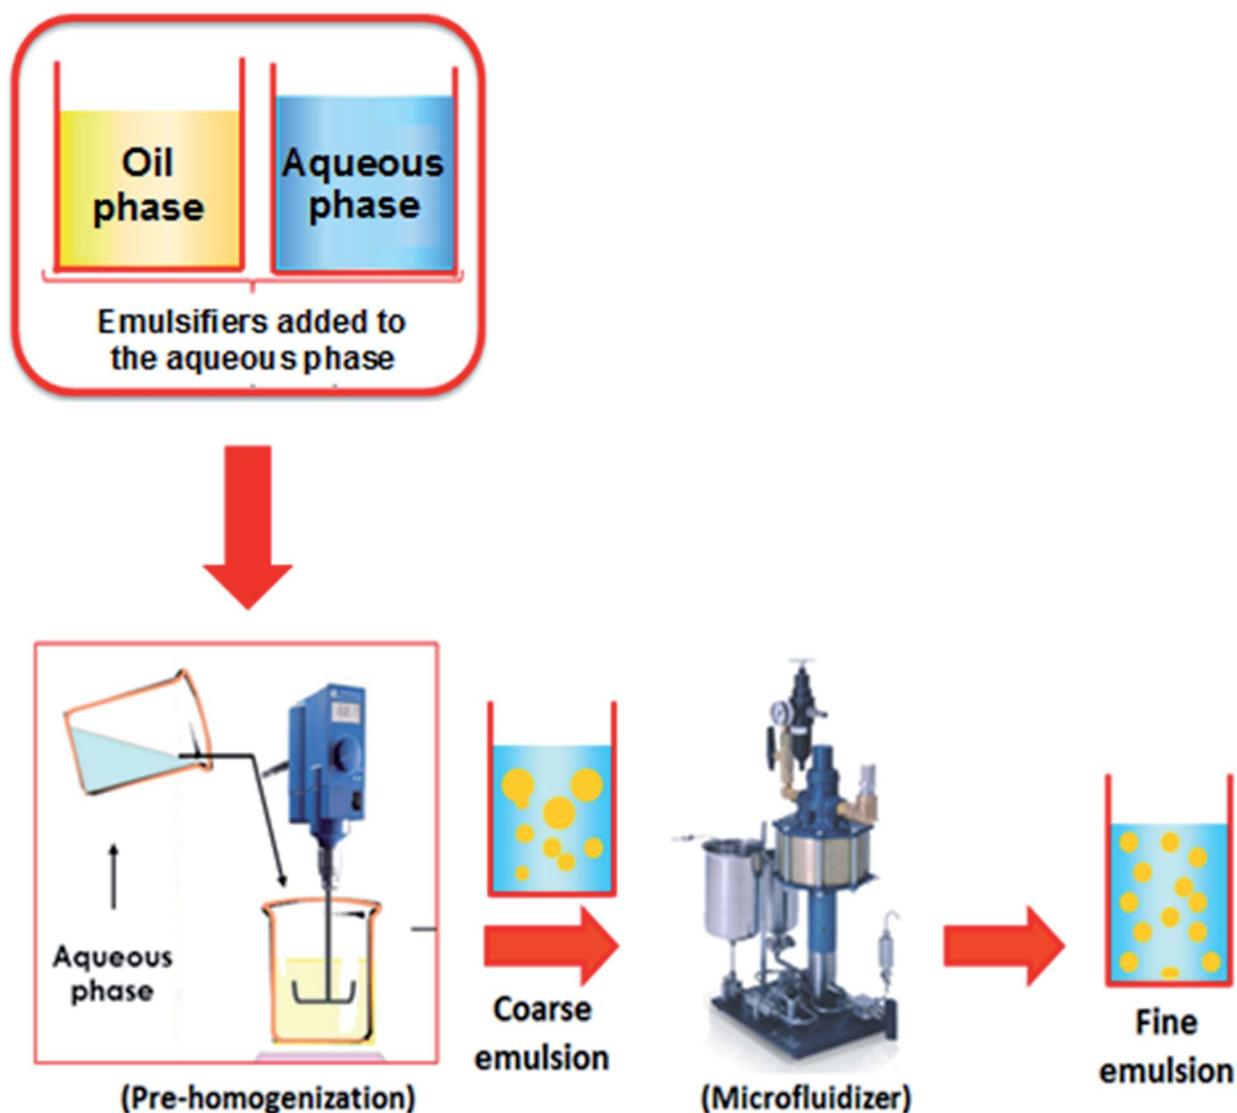 Oil
phase
Aqueous
phase
Emulsifiers added to
the aqueous phase
Aqueous
phase
(Pre-homogenization)
Coarse
emulsion
(Microfluidizer)
Fine
emulsion